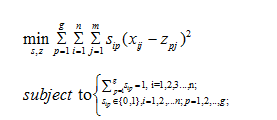 min Σ_{p=1}^{g} Σ_{i=1}^{n} Σ_{j=1}^{m} s_{ip}(x_{ij} − z_{pj})²
s,z
subject to { Σ_{p=1}^{g} s_{ip} = 1, i=1,2,3...,n;
s_{ip} ∈ {0,1}, i=1,2,...n; p=1,2,..,g;